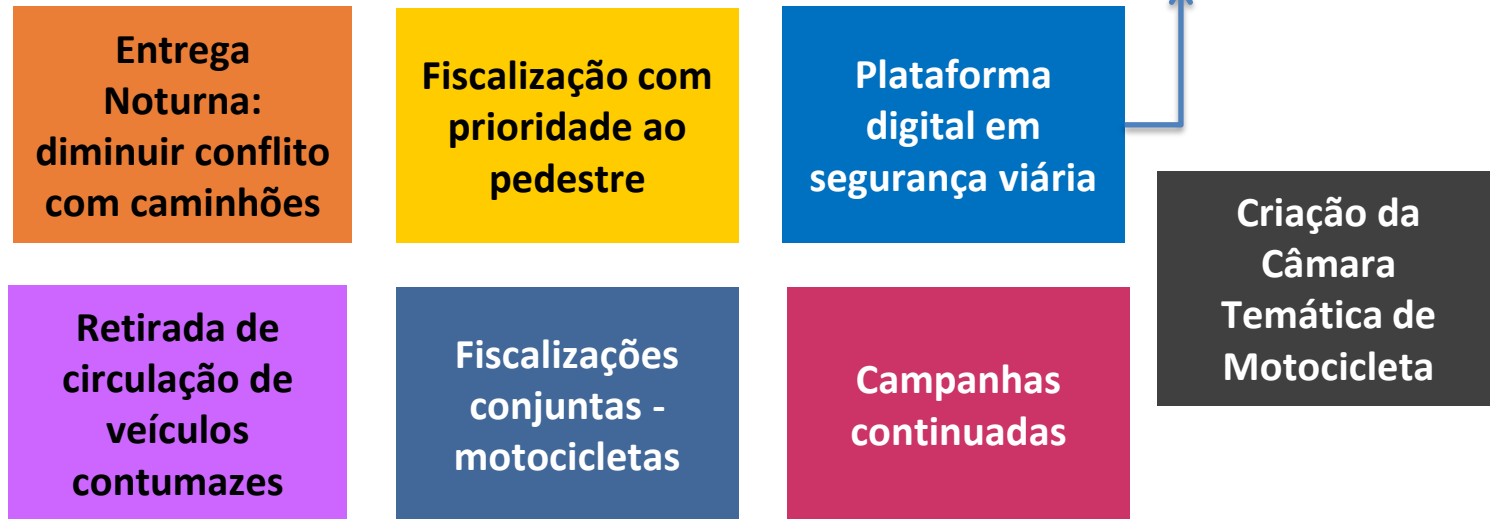 Entrega
Noturna:
diminuir conflito
com caminhões
Fiscalização com
prioridade ao
pedestre
Plataforma
digital em
segurança viária
Criação da
Câmara
Temática de
Motocicleta
Retirada de
circulação de
veículos
contumazes
Fiscalizações
conjuntas -
motocicletas
Campanhas
continuadas